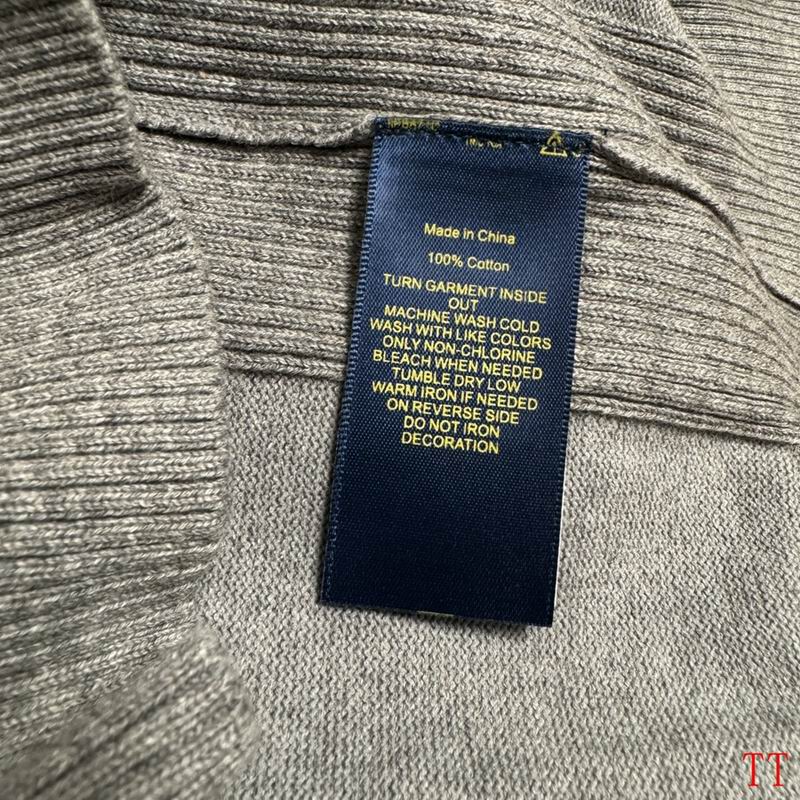 Made in China
100% Cotton
TURN GARMENT INSIDE
OUT
MACHINE WASH COLD
WASH WITH LIKE COLORS
ONLY NON-CHLORINE
BLEACH WHEN NEEDED
TUMBLE DRY LOW
WARM IRON IF NEEDED
ON REVERSE SIDE
DO NOT IRON
DECORATION
TT